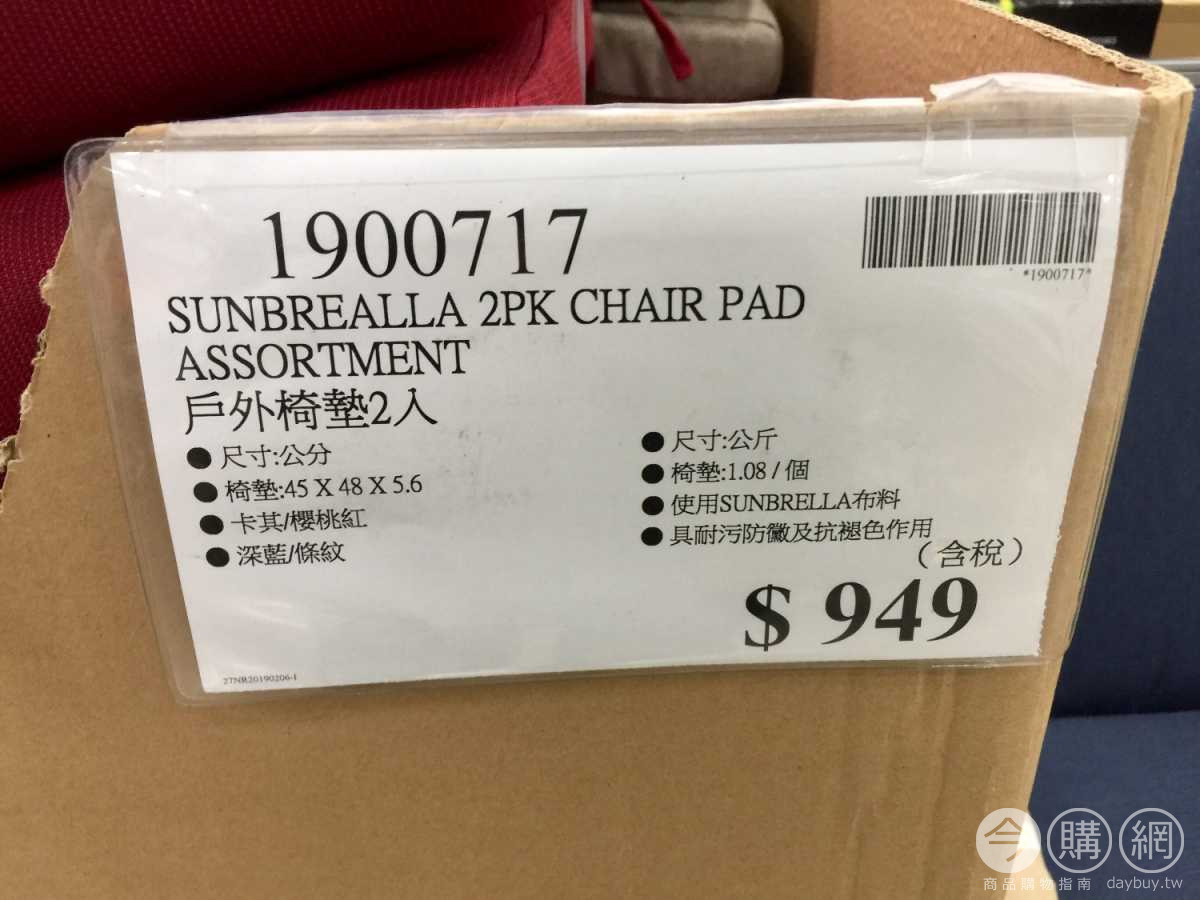 1900717
*1900717*
SUNBREALLA 2PK CHAIR PAD
ASSORTMENT
戶外椅墊2入
●尺寸:公分
●椅墊:45 X 48 X 5.6
●卡其/櫻桃紅
●深藍/條紋
●尺寸:公斤
●椅墊:1.08 / 個
●使用SUNBRELLA布料
●具耐污防黴及抗褪色作用
（含稅）
$ 949
27NR20190206-1
今購網
商品購物指南 daybuy.tw